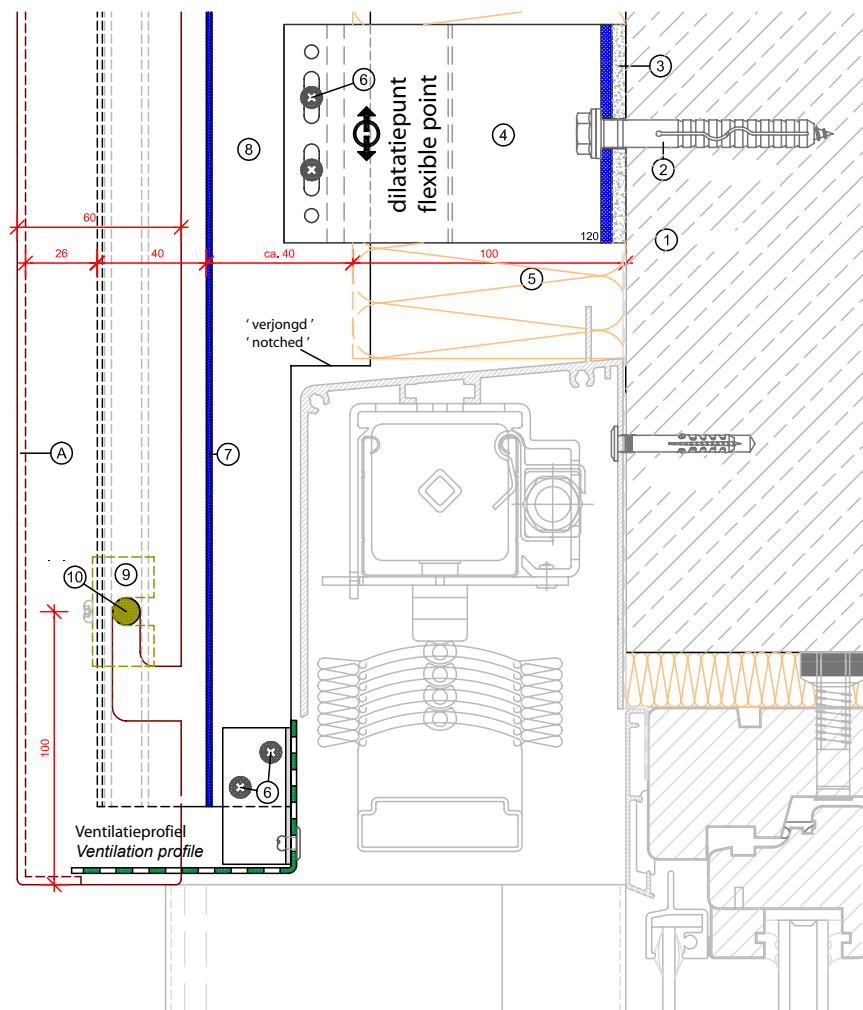 3
6
4
8
dilatatiepunt
flexible point
2
60
120
1
26
40
ca. 40
100
5
‘ verjongd ’
‘ notched ’
A
7
9
10
100
6
Ventilatieprofiel
Ventilation profile